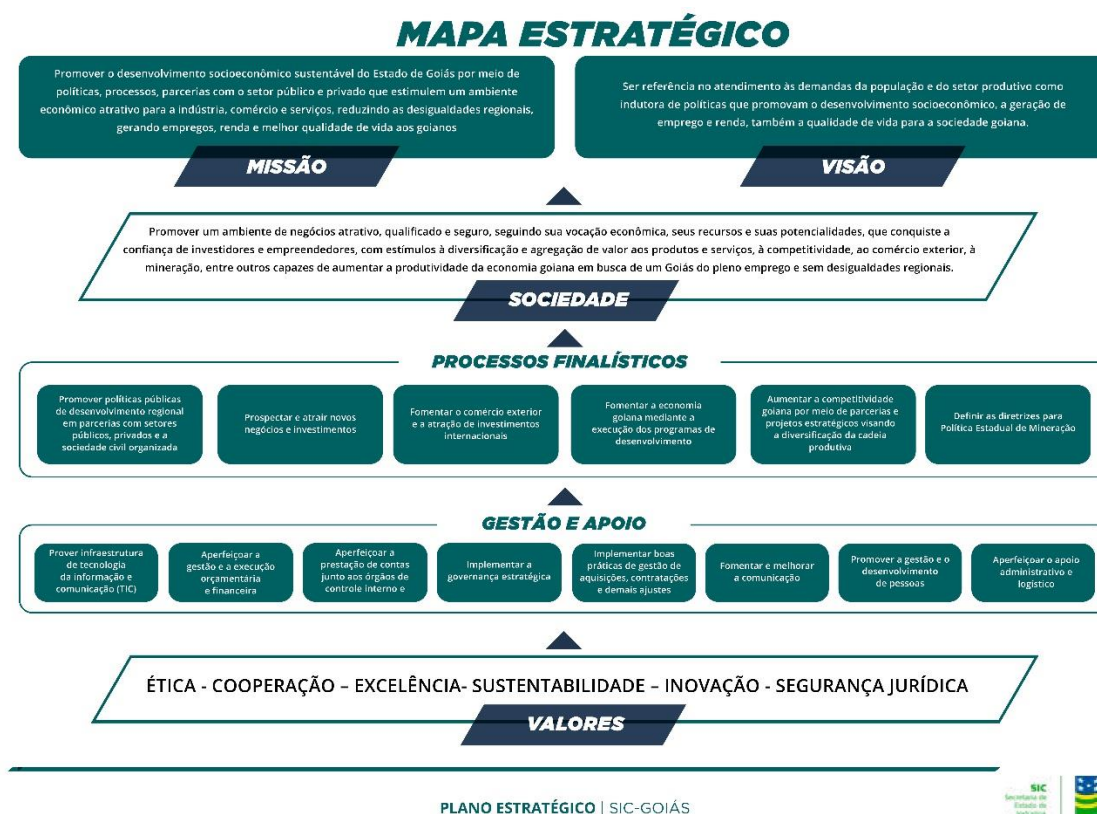 MAPA ESTRATÉGICO
Promover o desenvolvimento socioeconômico sustentável do Estado de Goiás por meio de
políticas, processos, parcerias com o setor público e privado que estimulem um ambiente
econômico atrativo para a indústria, comércio e serviços, reduzindo as desigualdades regionais,
gerando empregos, renda e melhor qualidade de vida aos goianos
MISSÃO
Ser referência no atendimento às demandas da população e do setor produtivo como
indutora de políticas que promovam o desenvolvimento socioeconômico, a geração de
emprego e renda, também a qualidade de vida para a sociedade goiana.
VISÃO
Promover um ambiente de negócios atrativo, qualificado e seguro, seguindo sua vocação econômica, seus recursos e suas potencialidades, que conquiste a
confiança de investidores e empreendedores, com estímulos à diversificação e agregação de valor aos produtos e serviços, à competitividade, ao comércio exterior, à
mineração, entre outros capazes de aumentar a produtividade da economia goiana em busca de um Goiás do pleno emprego e sem desigualdades regionais.
SOCIEDADE
PROCESSOS FINALÍSTICOS
Promover políticas públicas
de desenvolvimento regional
em parcerias com setores
públicos, privados e a
sociedade civil organizada
Prospectar e atrair novos
negócios e investimentos
Fomentar o comércio exterior
e a atração de investimentos
internacionais
Fomentar a economia
goiana mediante a
execução dos programas de
desenvolvimento
Aumentar a competitividade
goiana por meio de parcerias e
projetos estratégicos visando
a diversificação da cadeia
produtiva
Definir as diretrizes para
Política Estadual de Mineração
GESTÃO E APOIO
Prover infraestrutura
de tecnologia
da informação e
comunicação (TIC)
Aperfeiçoar a
gestão e a execução
orçamentária
e financeira
Aperfeiçoar a
prestação de contas
junto aos órgãos de
controle interno e
Implementar a
governança estratégica
Implementar boas
práticas de gestão de
aquisições, contratações
e demais ajustes
Fomentar e melhorar
a comunicação
Promover a gestão e o
desenvolvimento
de pessoas
Aperfeiçoar o apoio
administrativo e
logístico
ÉTICA - COOPERAÇÃO – EXCELÊNCIA- SUSTENTABILIDADE – INOVAÇÃO - SEGURANÇA JURÍDICA
VALORES
PLANO ESTRATÉGICO | SIC-GOIÁS
SIC
Secretaria de
Estado de